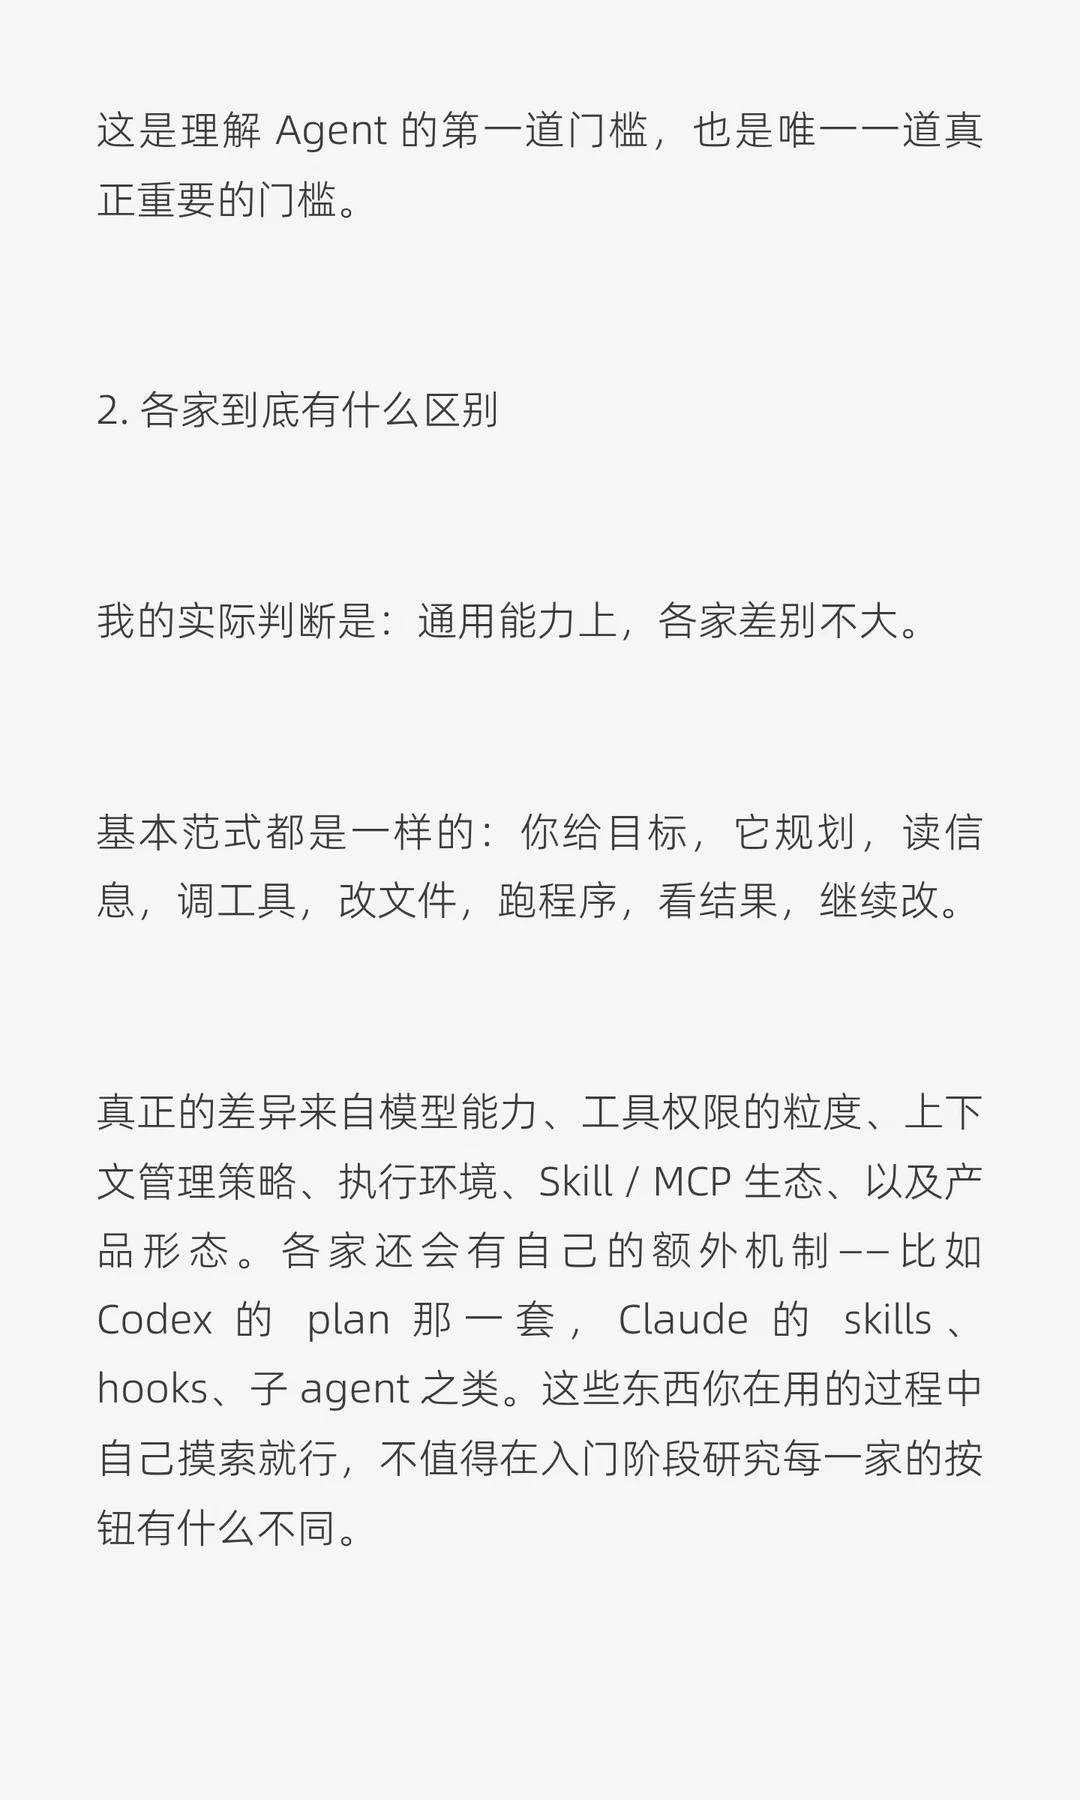 这是理解 Agent 的第一道门槛，也是唯一一道真
正重要的门槛。
2. 各家到底有什么区别
我的实际判断是：通用能力上，各家差别不大。
基本范式都是一样的：你给目标，它规划，读信
息，调工具，改文件，跑程序，看结果，继续改。
真正的差异来自模型能力、工具权限的粒度、上下
文管理策略、执行环境、Skill / MCP 生态、以及产
品形态。各家还会有自己的额外机制——比如
Codex 的 plan 那一套，Claude 的 skills、
hooks、子 agent 之类。这些东西你在用的过程中
自己摸索就行，不值得在入门阶段研究每一家的按
钮有什么不同。